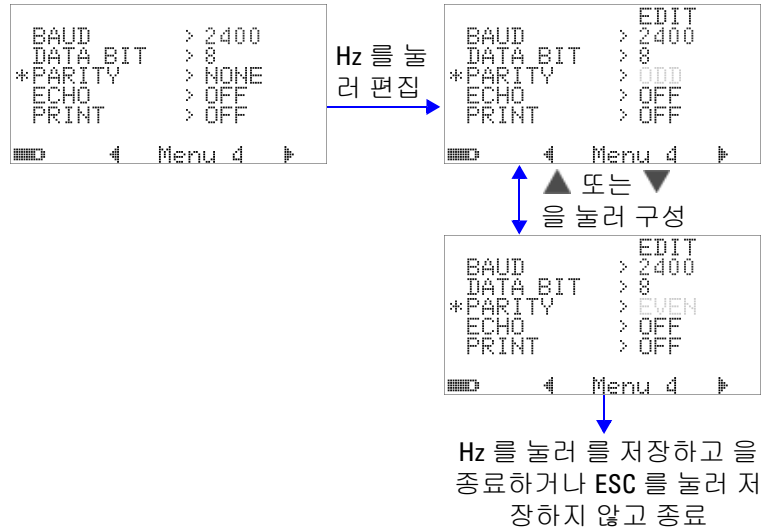 BAUD > 2400
DATA BIT > 8
*PARITY > NONE
ECHO > OFF
PRINT > OFF
Menu 4
Hz 를 눌
러 편집
EDIT
BAUD > 2400
DATA BIT > 8
*PARITY > ODD
ECHO > OFF
PRINT > OFF
Menu 4
▲ 또는 ▼
을 눌러 구성
EDIT
BAUD > 2400
DATA BIT > 8
*PARITY > EVEN
ECHO > OFF
PRINT > OFF
Menu 4
Hz 를 눌러 를 저장하고 을
종료하거나 ESC 를 눌러 저
장하지 않고 종료